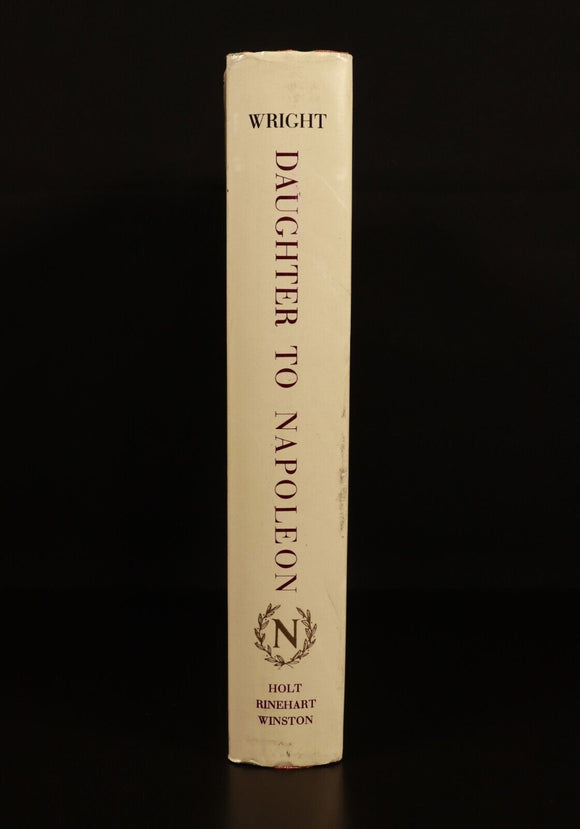 WRIGHT
DAUGHTER TO NAPOLEON
N
HOLT
RINEHART
WINSTON